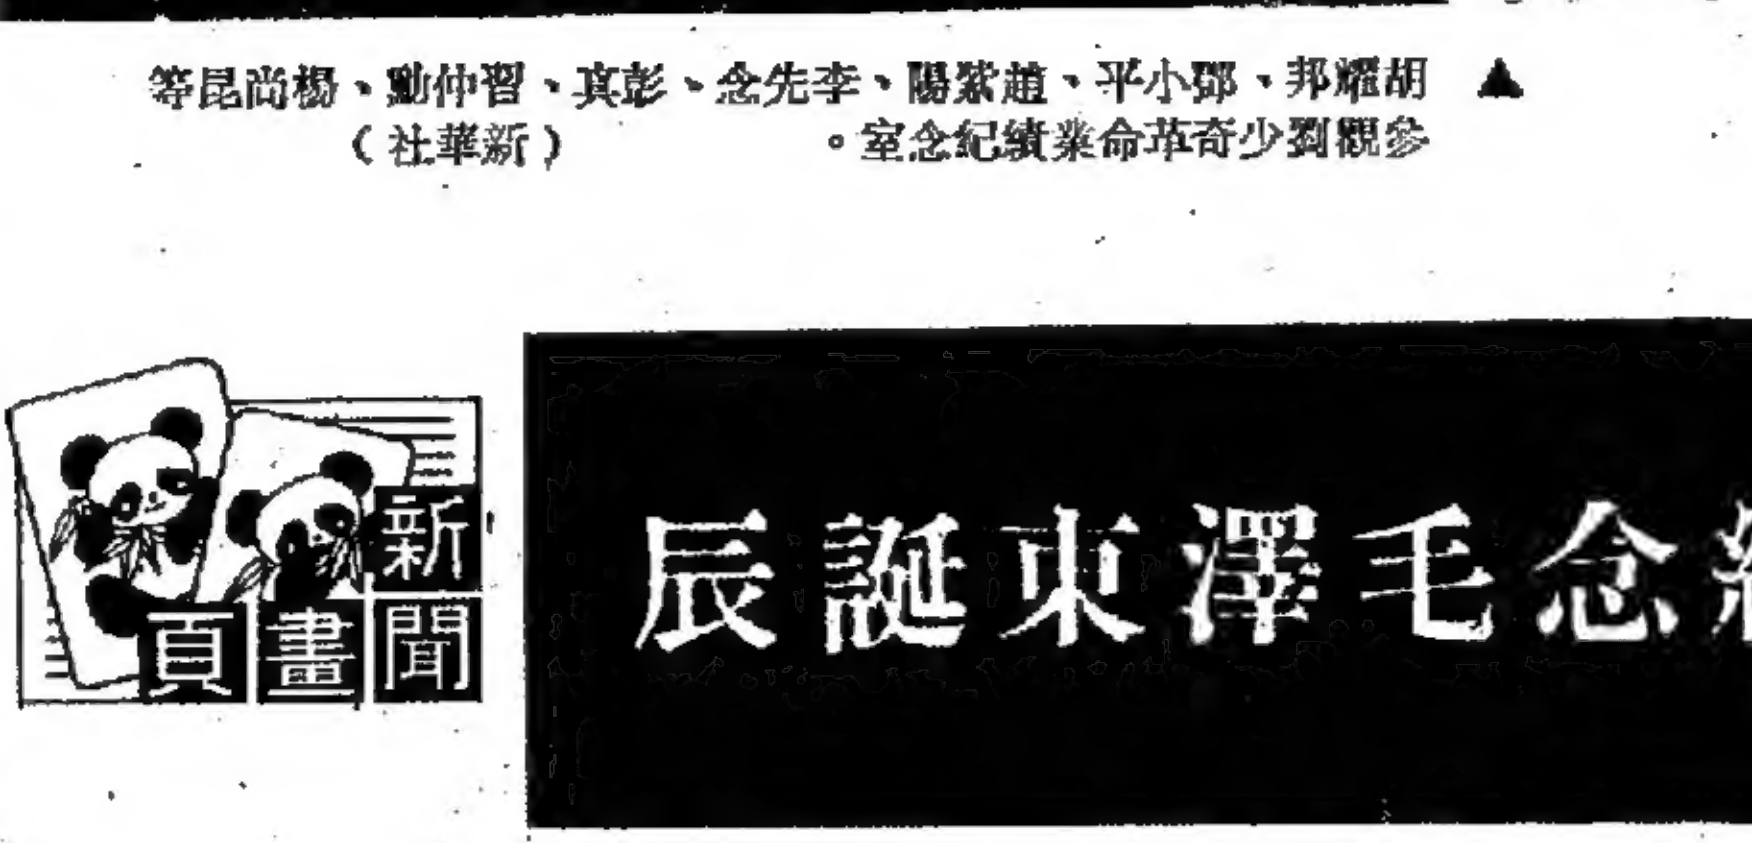 ▲胡耀邦、鄧小平、趙紫陽、李先念、彭真、習仲勳、楊尚昆等
參觀劉少奇革命業績紀念室。（新華社）
新聞畫頁
念毛澤東誕辰